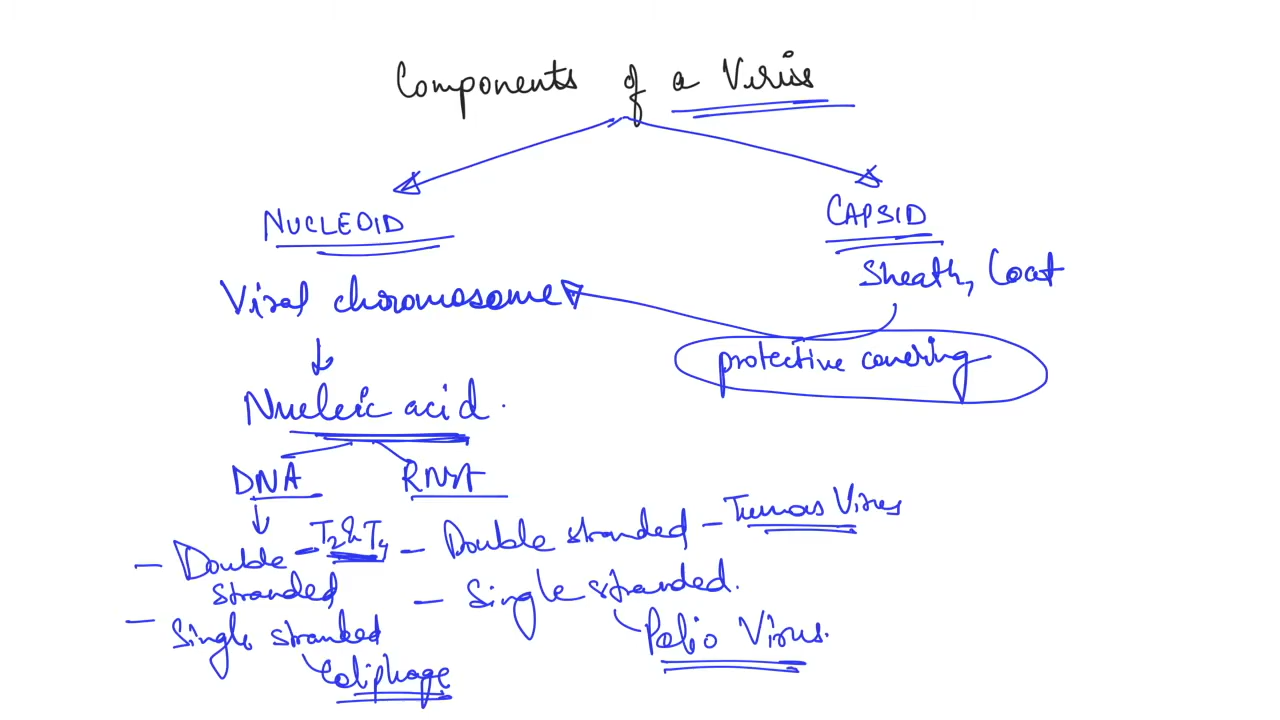 Components of a Virus
NUCLEOID
CAPSID
Sheath, Coat
Viral chromosome
protective covering
Nucleic acid.
DNA
RNA
- Double - T2 & T4
stranded
- Single stranded
Coliphage
- Double stranded - Tumor Virus
- Single stranded.
Polio Virus.